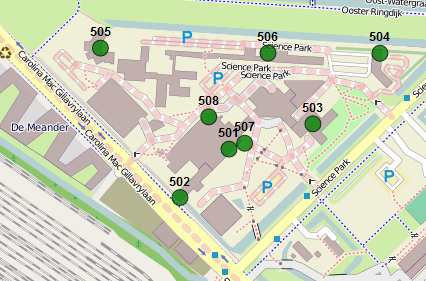 Oost-Watergra
Ooster Ringdijk
505
P
506
Science Park
504
Science Park
Science Park
P
Carolina Mac Gillavrylaan
508
503
De Meander
501
507
Carolina Mac Gillavrylaan
502
P
Science Park
P